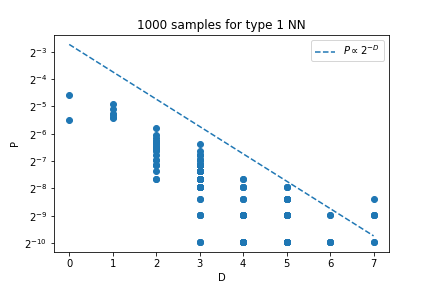 1000 samples for type 1 NN
P ∝ 2^{-D}
P
2^{-3}
2^{-4}
2^{-5}
2^{-6}
2^{-7}
2^{-8}
2^{-9}
2^{-10}
0 1 2 3 4 5 6 7
D